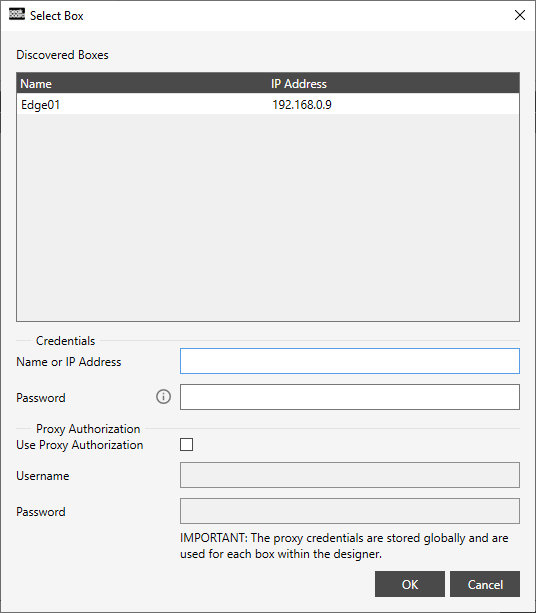 peak board Select Box
Discovered Boxes
Name IP Address
Edge01 192.168.0.9
Credentials
Name or IP Address
Password
Proxy Authorization
Use Proxy Authorization
Username
Password
IMPORTANT: The proxy credentials are stored globally and are
used for each box within the designer.
OK Cancel